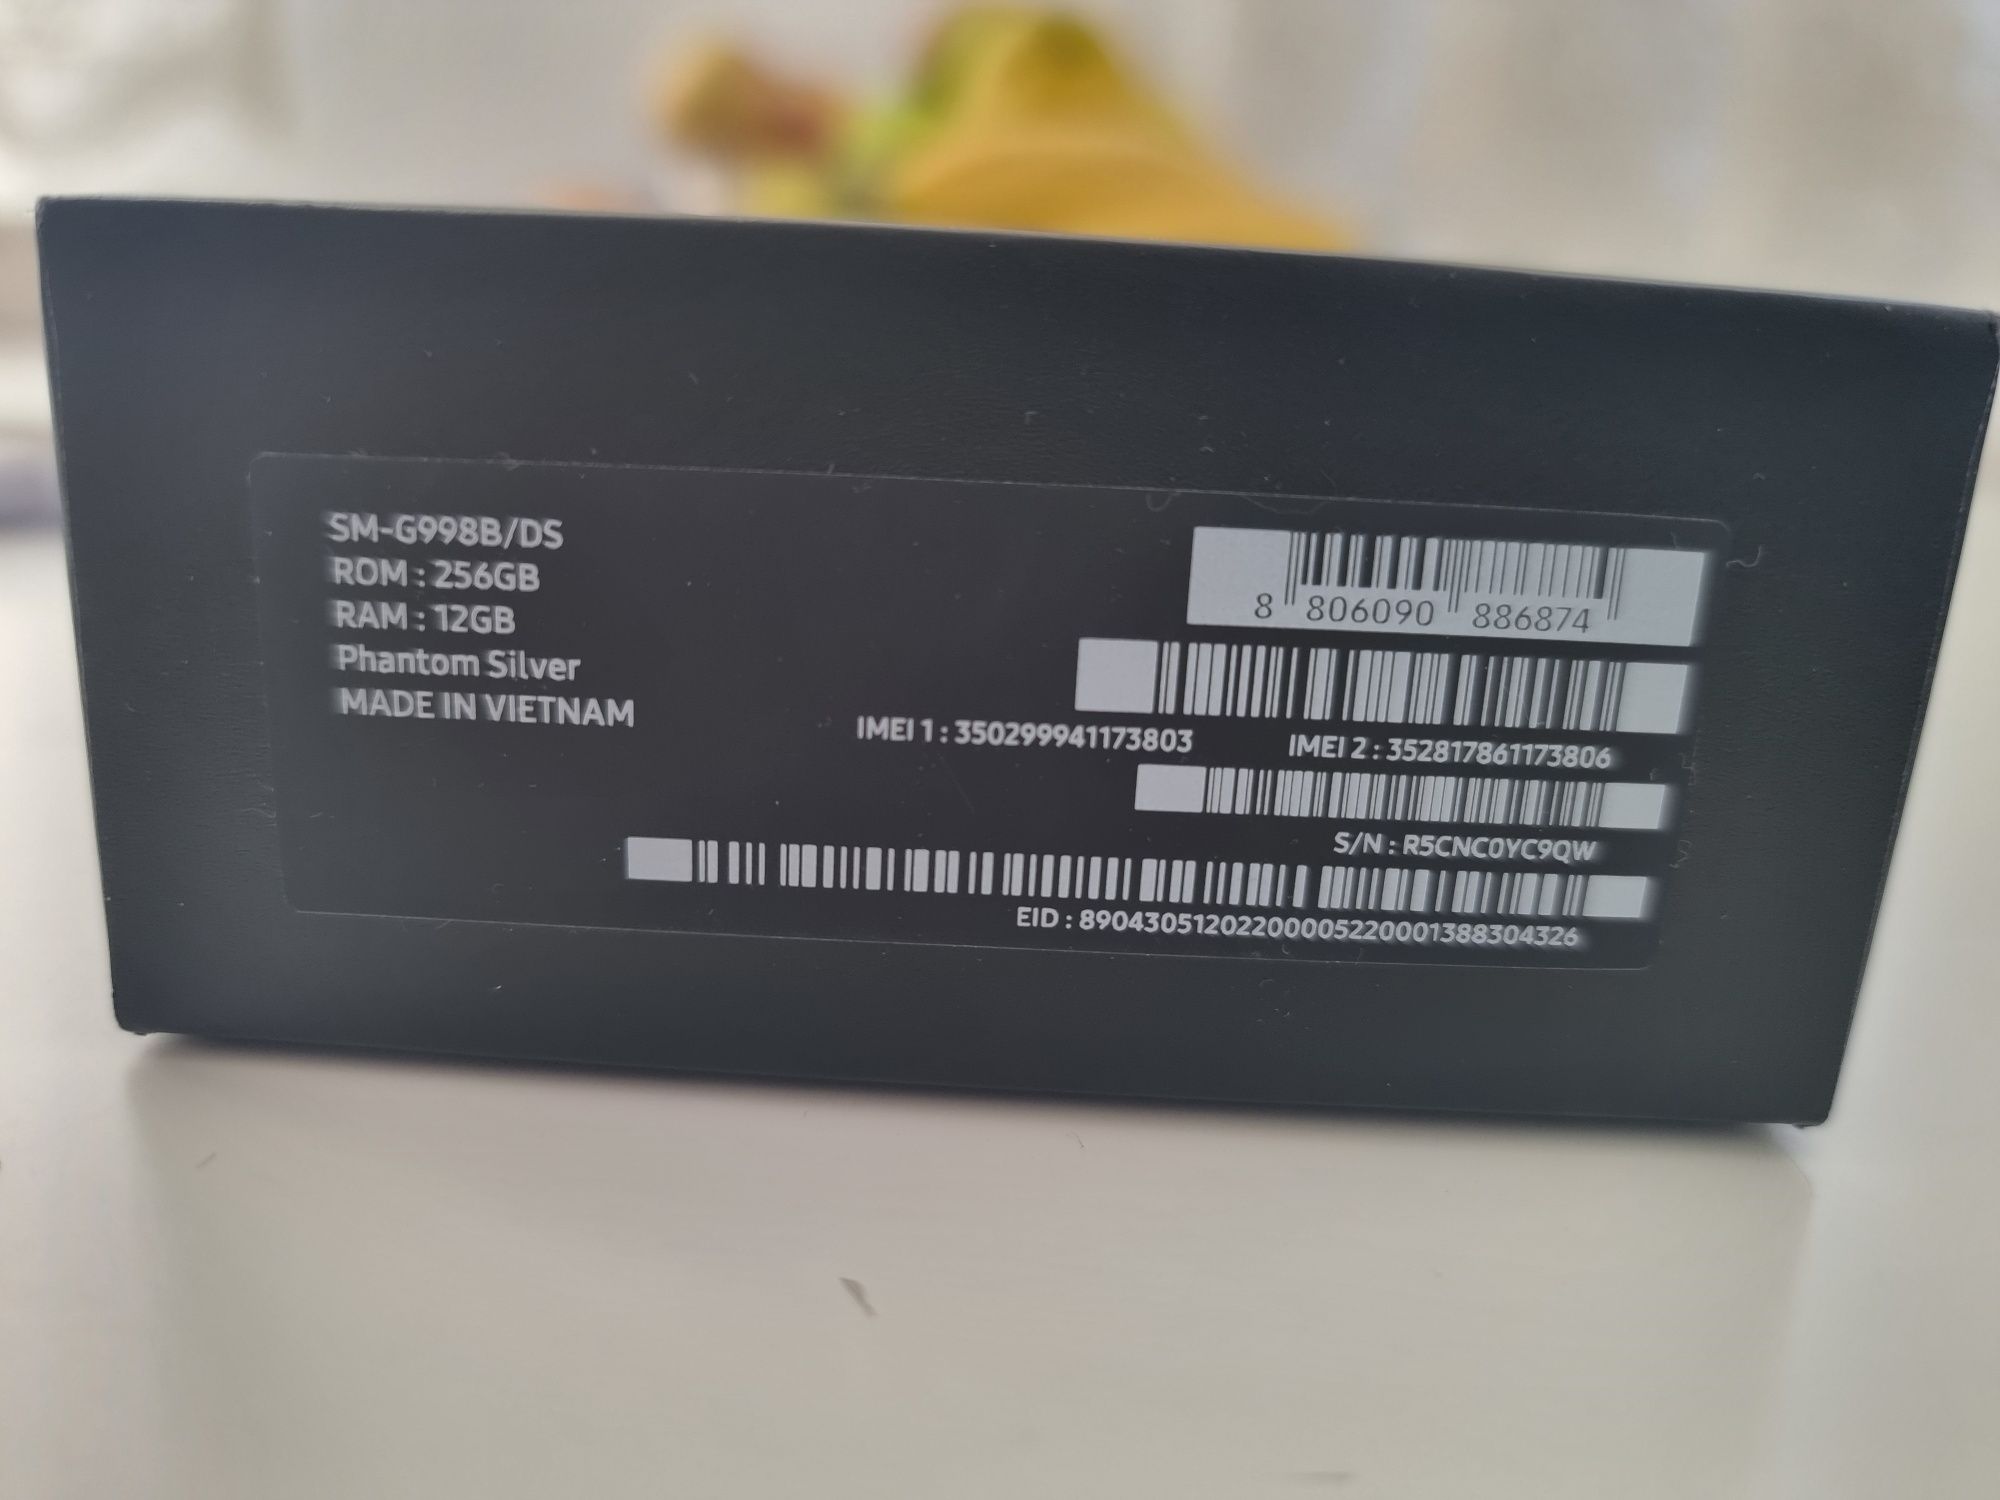 SM-G998B/DS
ROM : 256GB
RAM : 12GB
Phantom Silver
MADE IN VIETNAM
8 806090 886874
IMEI 1 : 350299941173803 IMEI 2 : 352817861173806
S/N : R5CNC0YC9QW
EID : 89043051202200005220001388304326